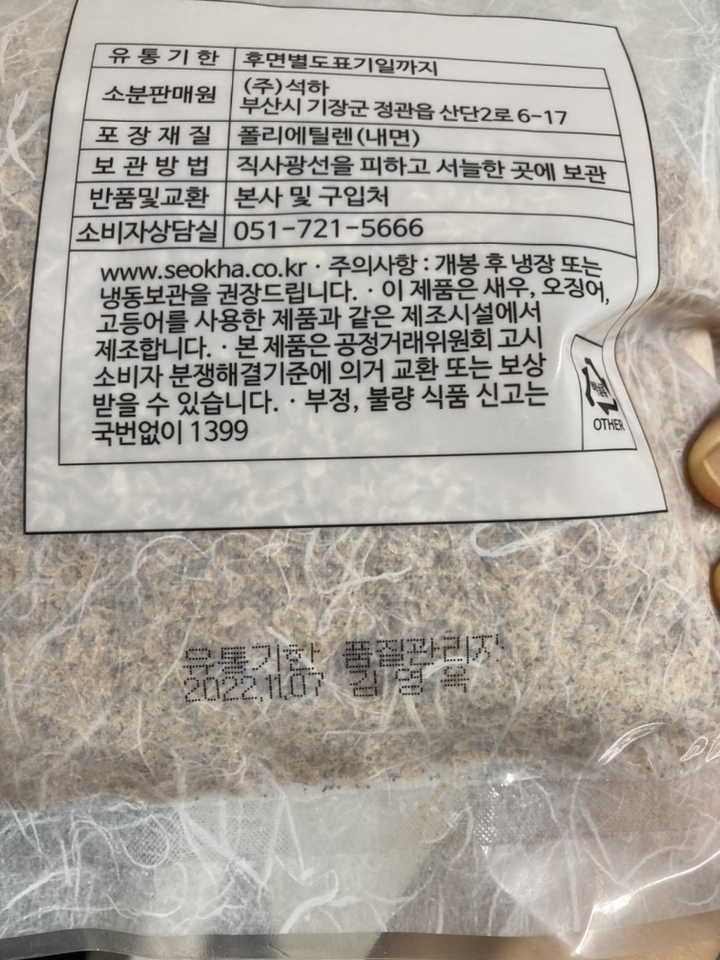 유통기한 후면별도표기일까지
소분판매원 (주)석하
부산시 기장군 정관읍 산단2로 6-17
포장재질 폴리에틸렌(내면)
보관방법 직사광선을 피하고 서늘한 곳에 보관
반품및교환 본사 및 구입처
소비자상담실 051-721-5666
www.seokha.co.kr · 주의사항 : 개봉 후 냉장 또는
냉동보관을 권장드립니다. · 이 제품은 새우, 오징어,
고등어를 사용한 제품과 같은 제조시설에서
제조합니다. · 본 제품은 공정거래위원회 고시
소비자 분쟁해결기준에 의거 교환 또는 보상
받을 수 있습니다. · 부정, 불량 식품 신고는
국번없이 1399
OTHER
유통기한 품질관리자
2022.11.07 김영옥